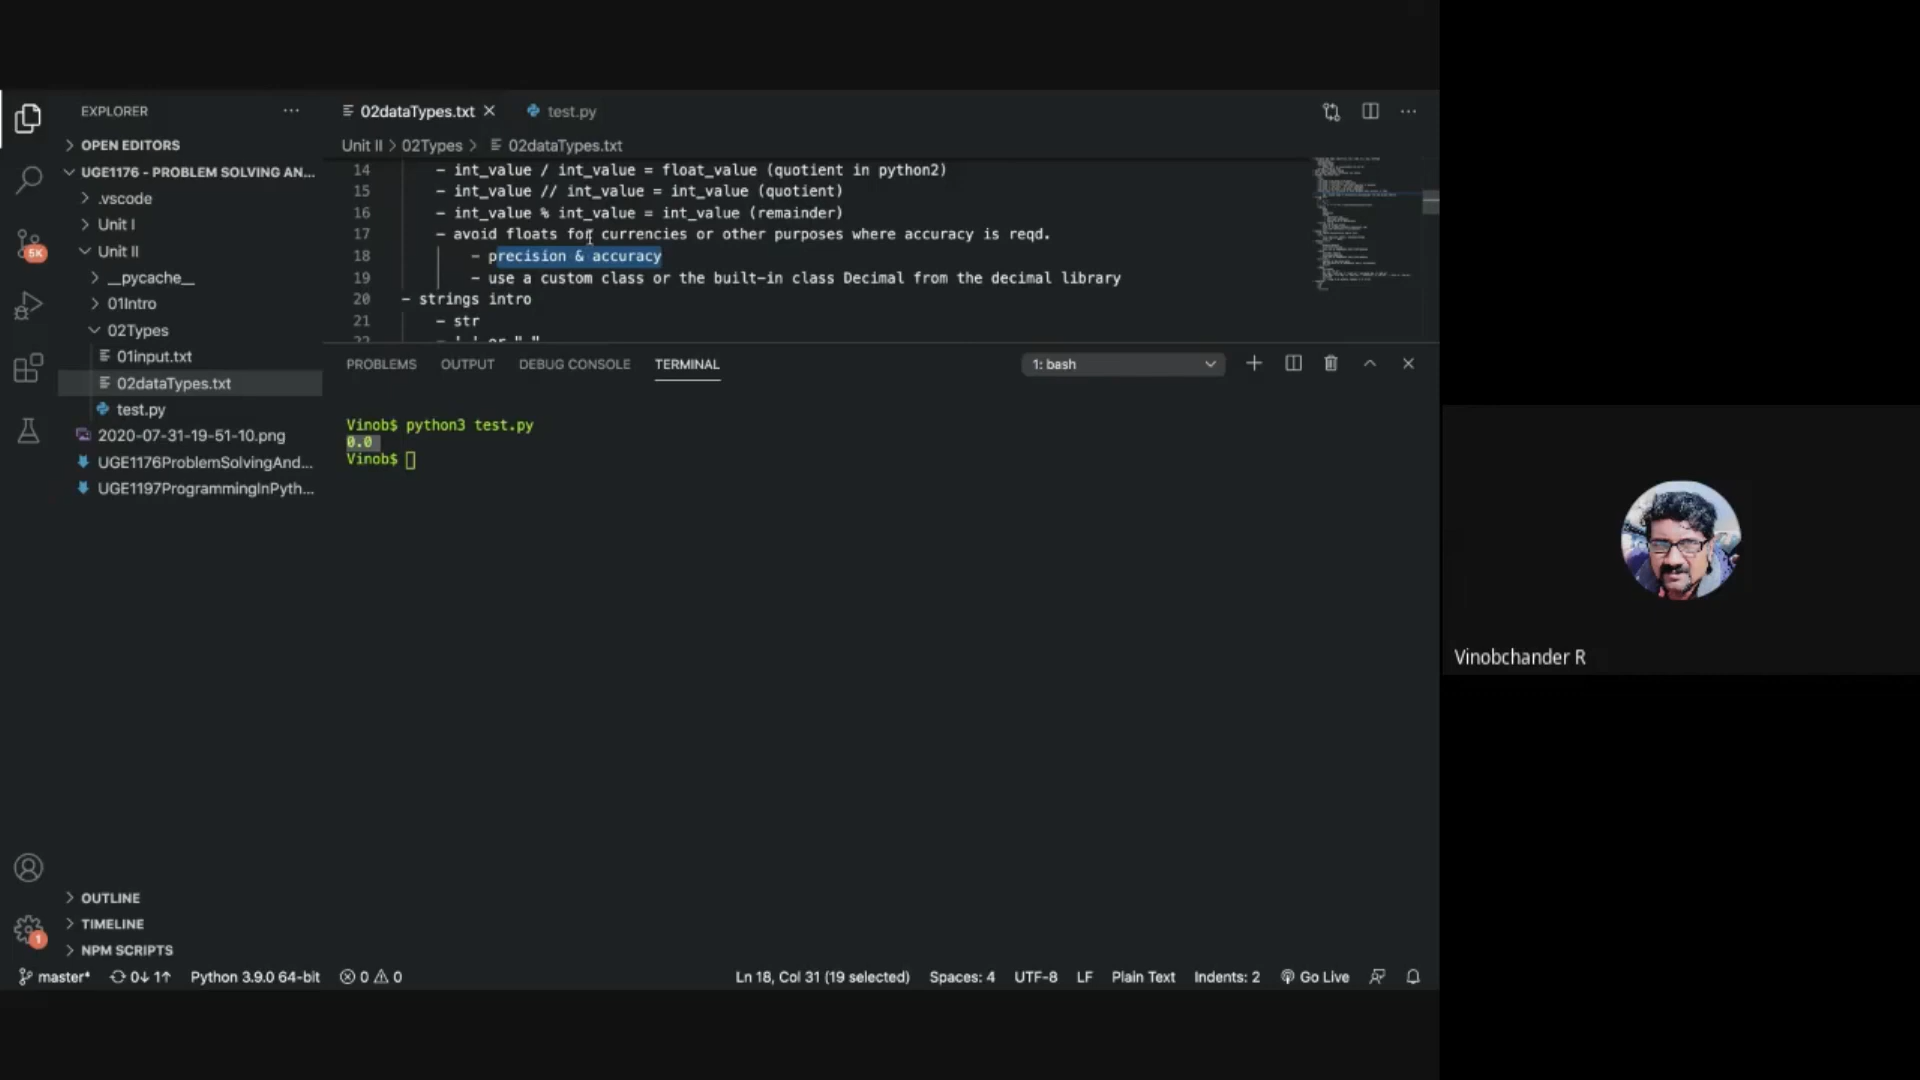 EXPLORER
OPEN EDITORS
UGE1176 - PROBLEM SOLVING AN...
.vscode
Unit I
Unit II
__pycache__
01Intro
02Types
01input.txt
02dataTypes.txt
test.py
2020-07-31-19-51-10.png
UGE1176ProblemSolvingAnd...
UGE1197ProgrammingInPyth...
OUTLINE
TIMELINE
NPM SCRIPTS
5K
1
02dataTypes.txt
test.py
Unit II > 02Types > 02dataTypes.txt
14 - int_value / int_value = float_value (quotient in python2)
15 - int_value // int_value = int_value (quotient)
16 - int_value % int_value = int_value (remainder)
17 - avoid floats for currencies or other purposes where accuracy is reqd.
18 - precision & accuracy
19 - use a custom class or the built-in class Decimal from the decimal library
20 - strings intro
21 - str
22 - ' ' or " "
PROBLEMS OUTPUT DEBUG CONSOLE TERMINAL 1: bash
Vinob$ python3 test.py
0.0
Vinob$
master* 0↓ 1↑ Python 3.9.0 64-bit 0 0 Ln 18, Col 31 (19 selected) Spaces: 4 UTF-8 LF Plain Text Indents: 2 Go Live
Vinobchander R